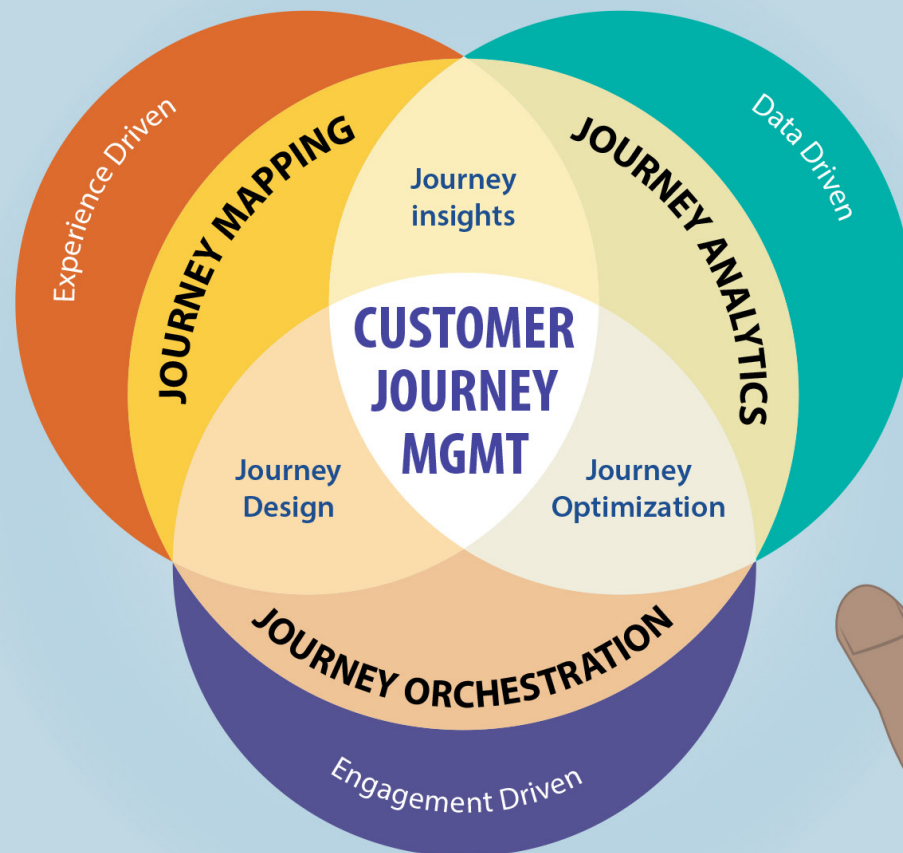 Experience Driven
JOURNEY MAPPING
Journey
insights
JOURNEY ANALYTICS
Data Driven
CUSTOMER
JOURNEY
MGMT
Journey
Design
Journey
Optimization
JOURNEY ORCHESTRATION
Engagement Driven